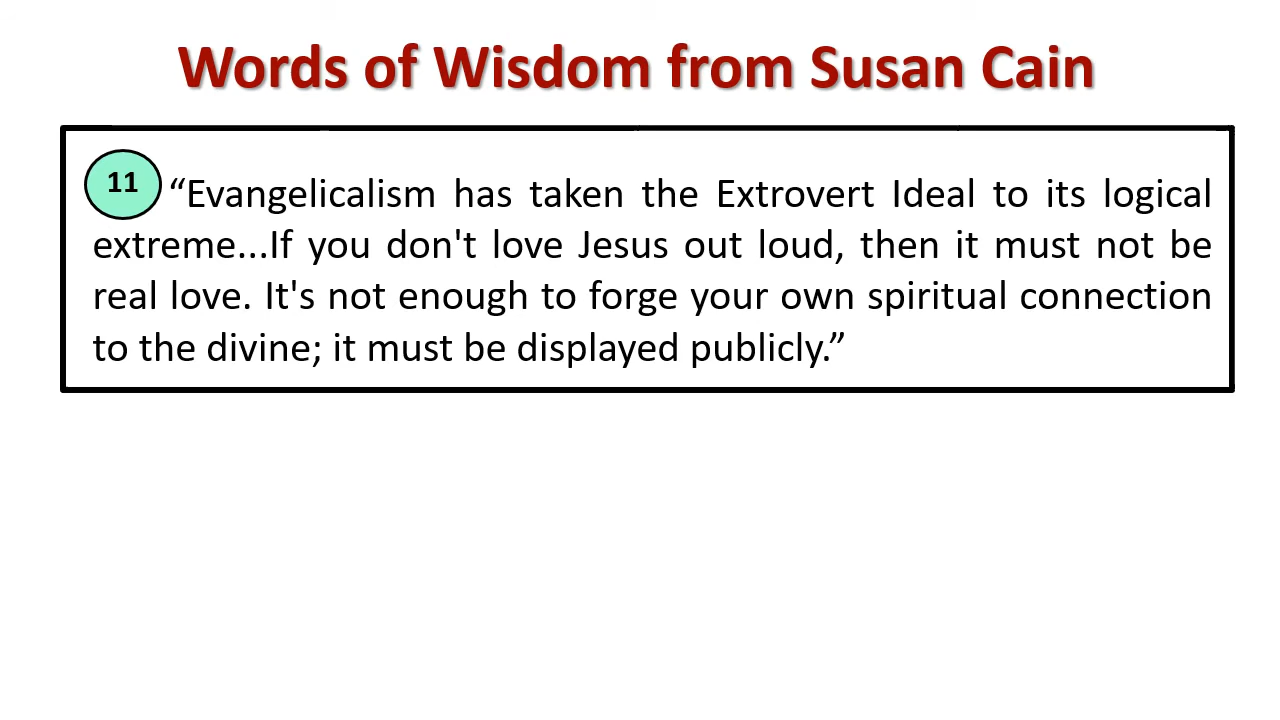 Words of Wisdom from Susan Cain
11 “Evangelicalism has taken the Extrovert Ideal to its logical
extreme...If you don't love Jesus out loud, then it must not be
real love. It's not enough to forge your own spiritual connection
to the divine; it must be displayed publicly.”